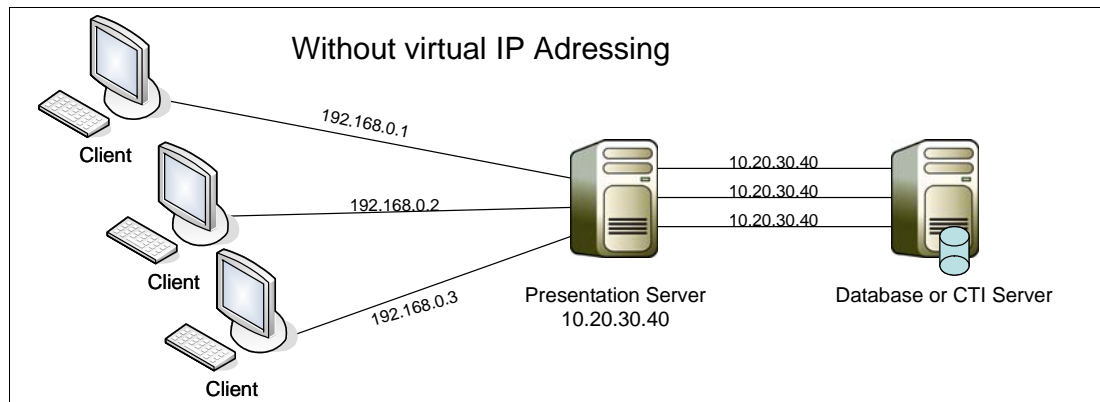 Without virtual IP Adressing
192.168.0.1
Client
192.168.0.2
Client
192.168.0.3
Client
10.20.30.40
10.20.30.40
10.20.30.40
Presentation Server
10.20.30.40
Database or CTI Server